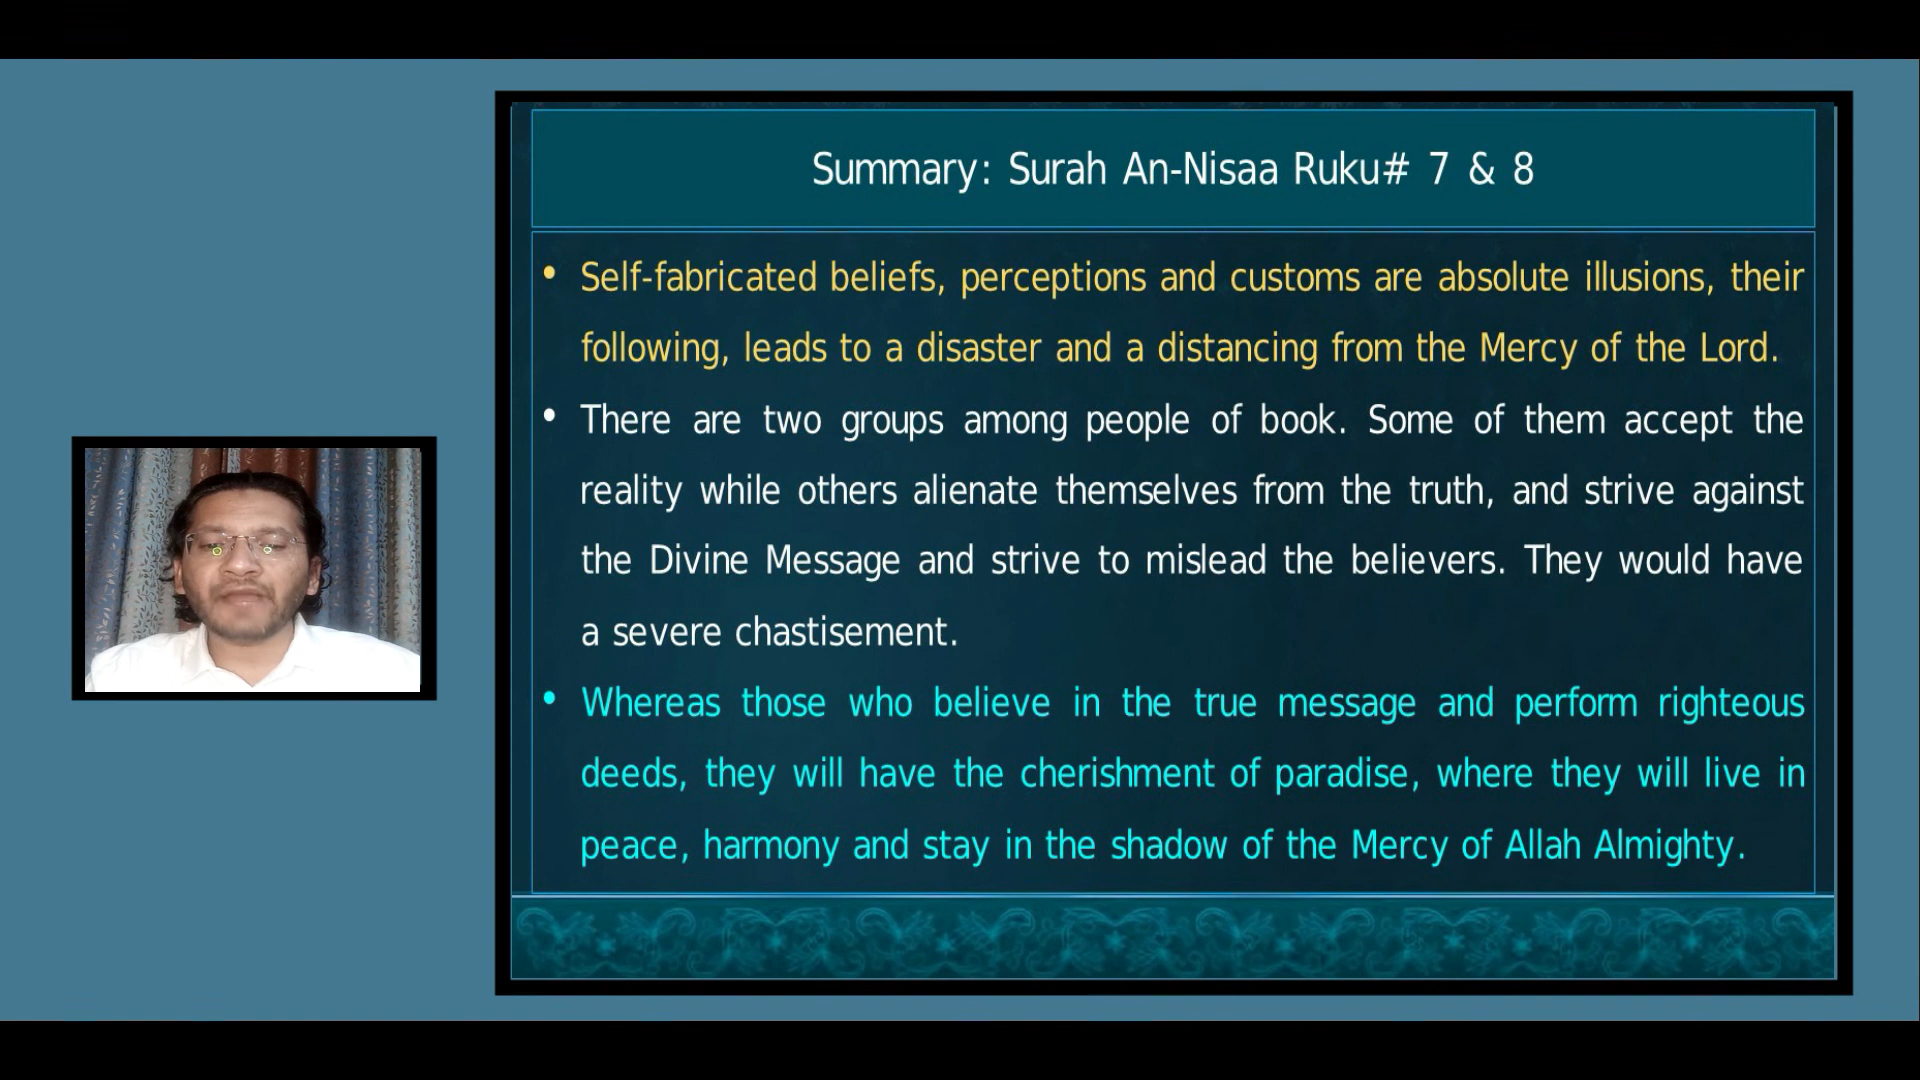 Summary: Surah An-Nisaa Ruku# 7 & 8
• Self-fabricated beliefs, perceptions and customs are absolute illusions, their
following, leads to a disaster and a distancing from the Mercy of the Lord.
• There are two groups among people of book. Some of them accept the
reality while others alienate themselves from the truth, and strive against
the Divine Message and strive to mislead the believers. They would have
a severe chastisement.
• Whereas those who believe in the true message and perform righteous
deeds, they will have the cherishment of paradise, where they will live in
peace, harmony and stay in the shadow of the Mercy of Allah Almighty.